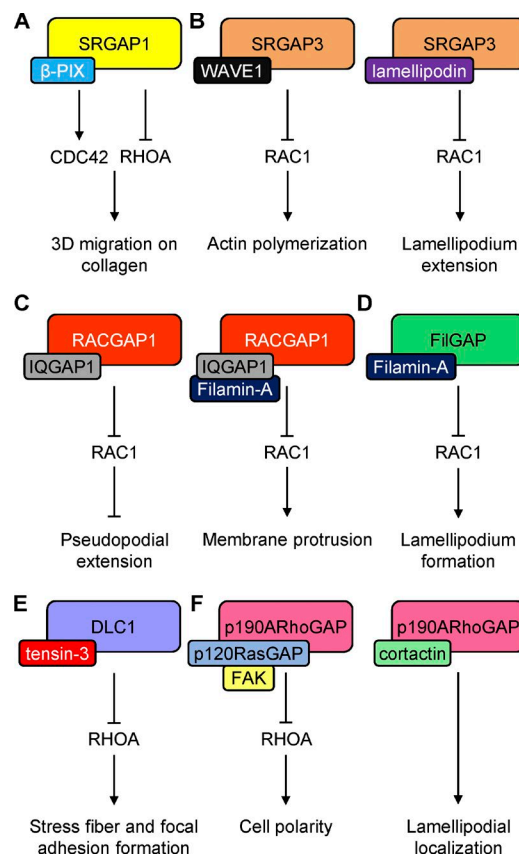 A
SRGAP1
β-PIX
CDC42 RHOA
3D migration on
collagen
B
SRGAP3
WAVE1
RAC1
Actin polymerization
SRGAP3
lamellipodin
RAC1
Lamellipodium
extension
C
RACGAP1
IQGAP1
RAC1
Pseudopodial
extension
RACGAP1
IQGAP1
Filamin-A
RAC1
Membrane protrusion
D
FilGAP
Filamin-A
RAC1
Lamellipodium
formation
E
DLC1
tensin-3
RHOA
Stress fiber and focal
adhesion formation
F
p190ARhoGAP
p120RasGAP
FAK
RHOA
Cell polarity
p190ARhoGAP
cortactin
Lamellipodial
localization